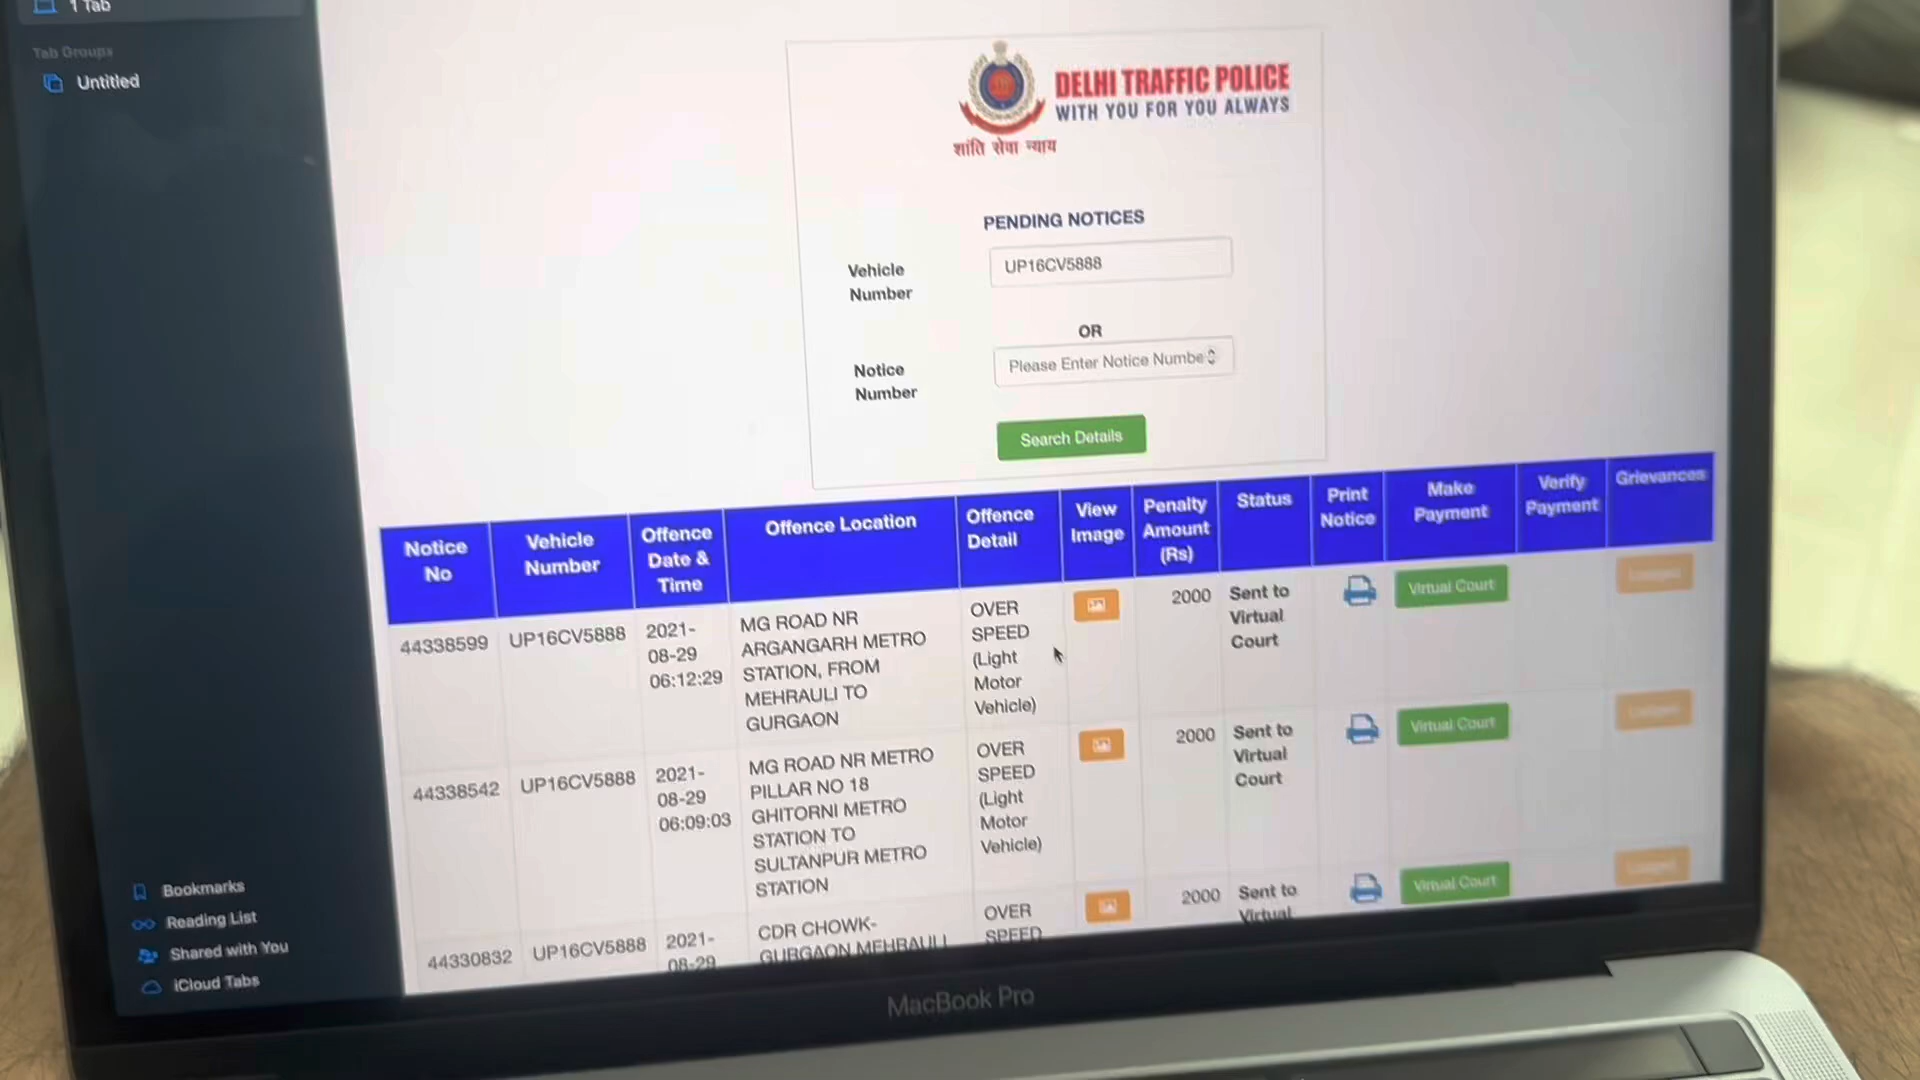 1 Tab
Tab Groups
Untitled
DELHI TRAFFIC POLICE
WITH YOU FOR YOU ALWAYS
शांति सेवा न्याय
PENDING NOTICES
Vehicle
Number
UP16CV5888
OR
Notice
Number
Please Enter Notice Numbe
Search Details
Notice
No
Vehicle
Number
Offence
Date &
Time
Offence Location
Offence
Detail
View
Image
Penalty
Amount
(Rs)
Status
Print
Notice
Make
Payment
Verify
Payment
Grievances
44338599
UP16CV5888
2021-
08-29
06:12:29
MG ROAD NR
ARGANGARH METRO
STATION, FROM
MEHRAULI TO
GURGAON
OVER
SPEED
(Light
Motor
Vehicle)
2000
Sent to
Virtual
Court
Virtual Court
44338542
UP16CV5888
2021-
08-29
06:09:03
MG ROAD NR METRO
PILLAR NO 18
GHITORNI METRO
STATION TO
SULTANPUR METRO
STATION
OVER
SPEED
(Light
Motor
Vehicle)
2000
Sent to
Virtual
Court
Virtual Court
44330832
UP16CV5888
2021-
08-29
CDR CHOWK-
GURGAON MEHRAULI
OVER
SPEED
2000
Sent to
Virtual
Virtual Court
Bookmarks
Reading List
Shared with You
iCloud Tabs
MacBook Pro